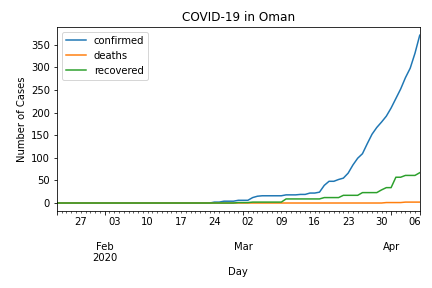 COVID-19 in Oman
confirmed
deaths
recovered
Number of Cases
350
300
250
200
150
100
50
0
27 03 10 17 24 02 09 16 23 30 06
Feb Mar Apr
2020
Day